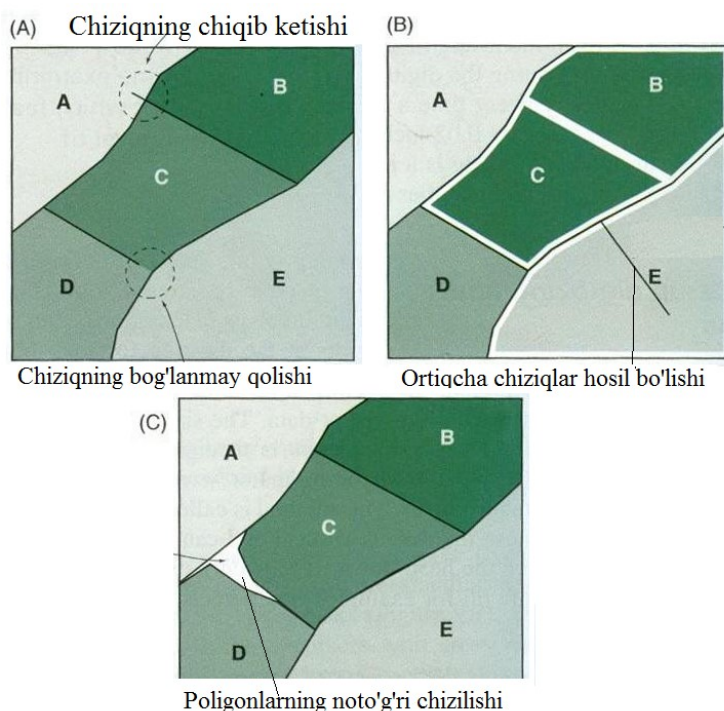 (A)
Chiziqning chiqib ketishi
A
B
C
D
E
Chiziqning bog'lanmay qolishi
(B)
A
B
C
D
E
Ortiqcha chiziqlar hosil bo'lishi
(C)
A
B
C
D
E
Poligonlarning noto'g'ri chizilishi